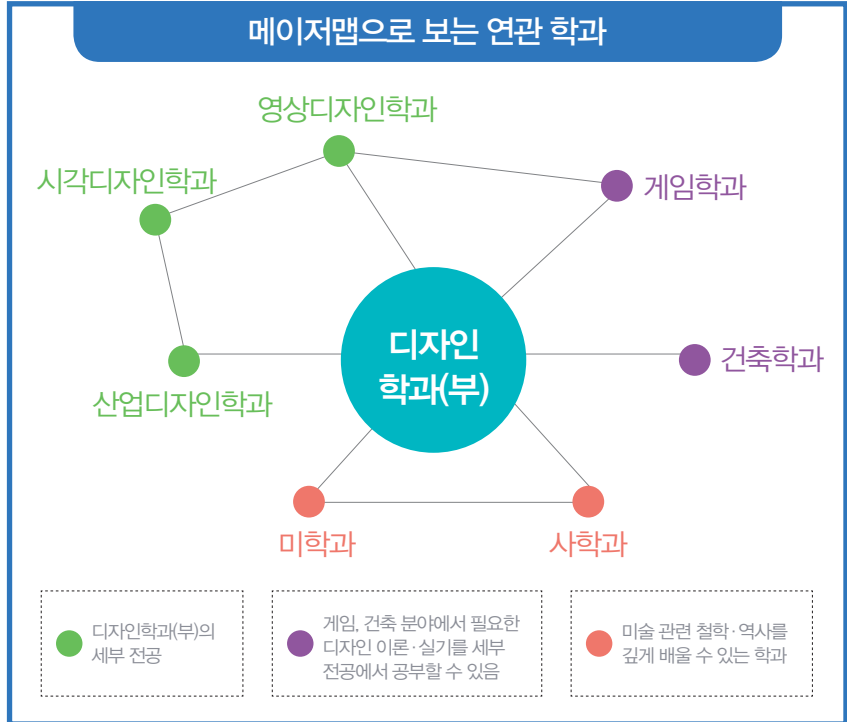 메이저맵으로 보는 연관 학과
영상디자인학과
시각디자인학과
게임학과
디자인
학과(부)
건축학과
산업디자인학과
미학과
사학과
디자인학과(부)의
세부 전공
게임, 건축 분야에서 필요한
디자인 이론·실기를 세부
전공에서 공부할 수 있음
미술 관련 철학·역사를
깊게 배울 수 있는 학과